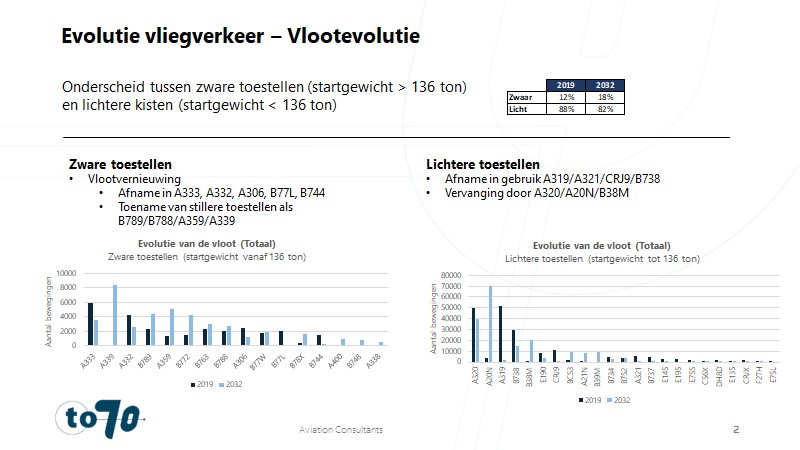 Evolutie vliegverkeer – Vlootevolutie
Onderscheid tussen zware toestellen (startgewicht > 136 ton)
en lichtere kisten (startgewicht < 136 ton)
2019 2032
Zwaar 12% 18%
Licht 88% 82%
Zware toestellen
• Vlootvernieuwing
• Afname in A333, A332, A306, B77L, B744
• Toename van stillere toestellen als
B789/B788/A359/A339
Lichtere toestellen
• Afname in gebruik A319/A321/CRJ9/B738
• Vervanging door A320/A20N/B38M
Evolutie van de vloot (Totaal)
Zware toestellen (startgewicht vanaf 136 ton)
Aantal bewegingen
10000
8000
6000
4000
2000
0
A333 A339 A332 B789 A359 B772 B763 B788 A306 B77W B77L B78X B744 A400 B748 A338
2019 2032
Evolutie van de vloot (Totaal)
Lichtere toestellen (startgewicht tot 136 ton)
Aantal bewegingen
80000
70000
60000
50000
40000
30000
20000
10000
0
A320 A20N A319 B738 B38M E190 CRJ9 BCS3 A21N B39M B734 B752 A321 B737 E145 E195 E75S C56X DH8D E135 CRJX F2TH E75L
2019 2032
to70
Aviation Consultants
2